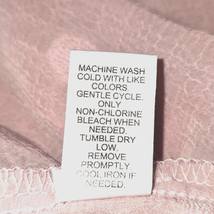 MACHINE WASH
COLD WITH LIKE
COLORS.
GENTLE CYCLE.
ONLY
NON-CHLORINE
BLEACH WHEN
NEEDED.
TUMBLE DRY
LOW.
REMOVE
PROMPTLY.
COOL IRON IF
NEEDED.